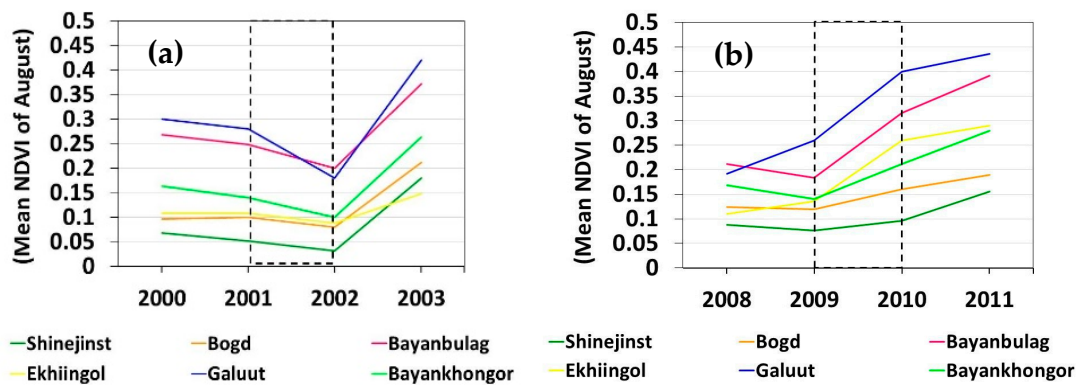 (a)
(Mean NDVI of August)
0.5
0.45
0.4
0.35
0.3
0.25
0.2
0.15
0.1
0.05
0
2000 2001 2002 2003
Shinejinst Bogd Bayanbulag
Ekhiingol Galuut Bayankhongor
(b)
(Mean NDVI of August)
0.5
0.45
0.4
0.35
0.3
0.25
0.2
0.15
0.1
0.05
0
2008 2009 2010 2011
Shinejinst Bogd Bayanbulag
Ekhiingol Galuut Bayankhongor